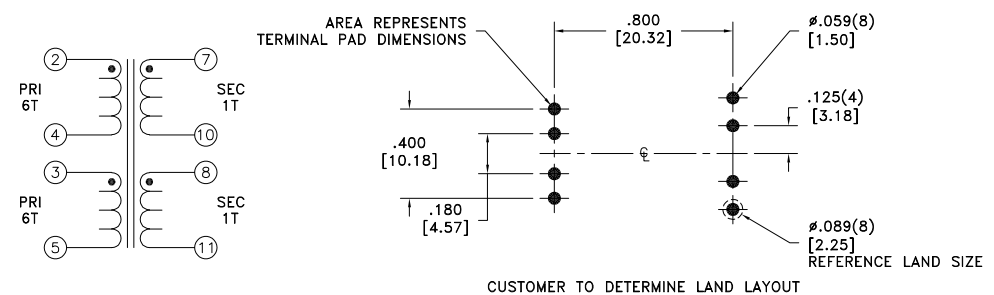 2
7
PRI
6T
SEC
1T
4
10
3
8
PRI
6T
SEC
1T
5
11
AREA REPRESENTS
TERMINAL PAD DIMENSIONS
.800
[20.32]
ø.059(8)
[1.50]
.125(4)
[3.18]
.400
[10.18]
℄
.180
[4.57]
ø.089(8)
[2.25]
REFERENCE LAND SIZE
CUSTOMER TO DETERMINE LAND LAYOUT